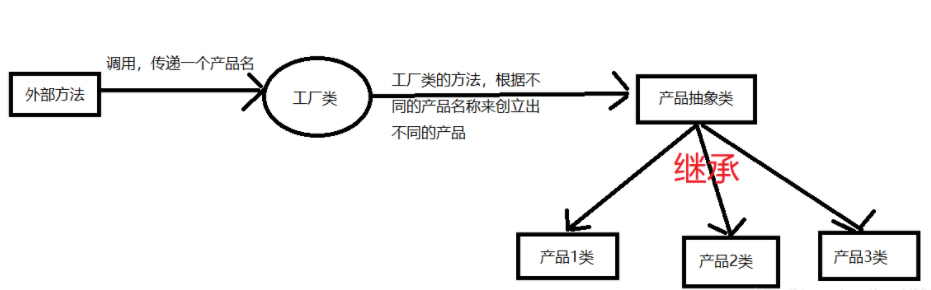 调用，传递一个产品名
外部方法
工厂类
工厂类的方法，根据不
同的产品名称来创立出
不同的产品
产品抽象类
继承
产品1类
产品2类
产品3类